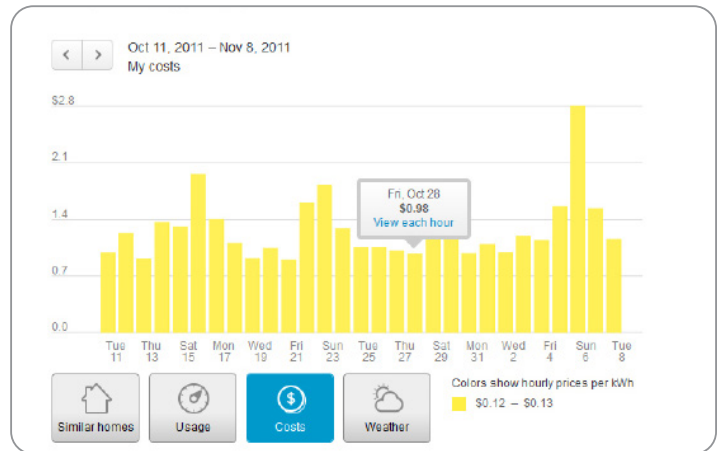 < > Oct 11, 2011 – Nov 8, 2011
My costs
$2.8
2.1
1.4
0.7
0.0
Fri, Oct 28
$0.98
View each hour
Tue Thu Sat Mon Wed Fri Sun Tue Thu Sat Mon Wed Fri Sun Tue
11 13 15 17 19 21 23 25 27 29 31 2 4 6 8
Similar homes
Usage
$
Costs
Weather
Colors show hourly prices per kWh
$0.12 – $0.13